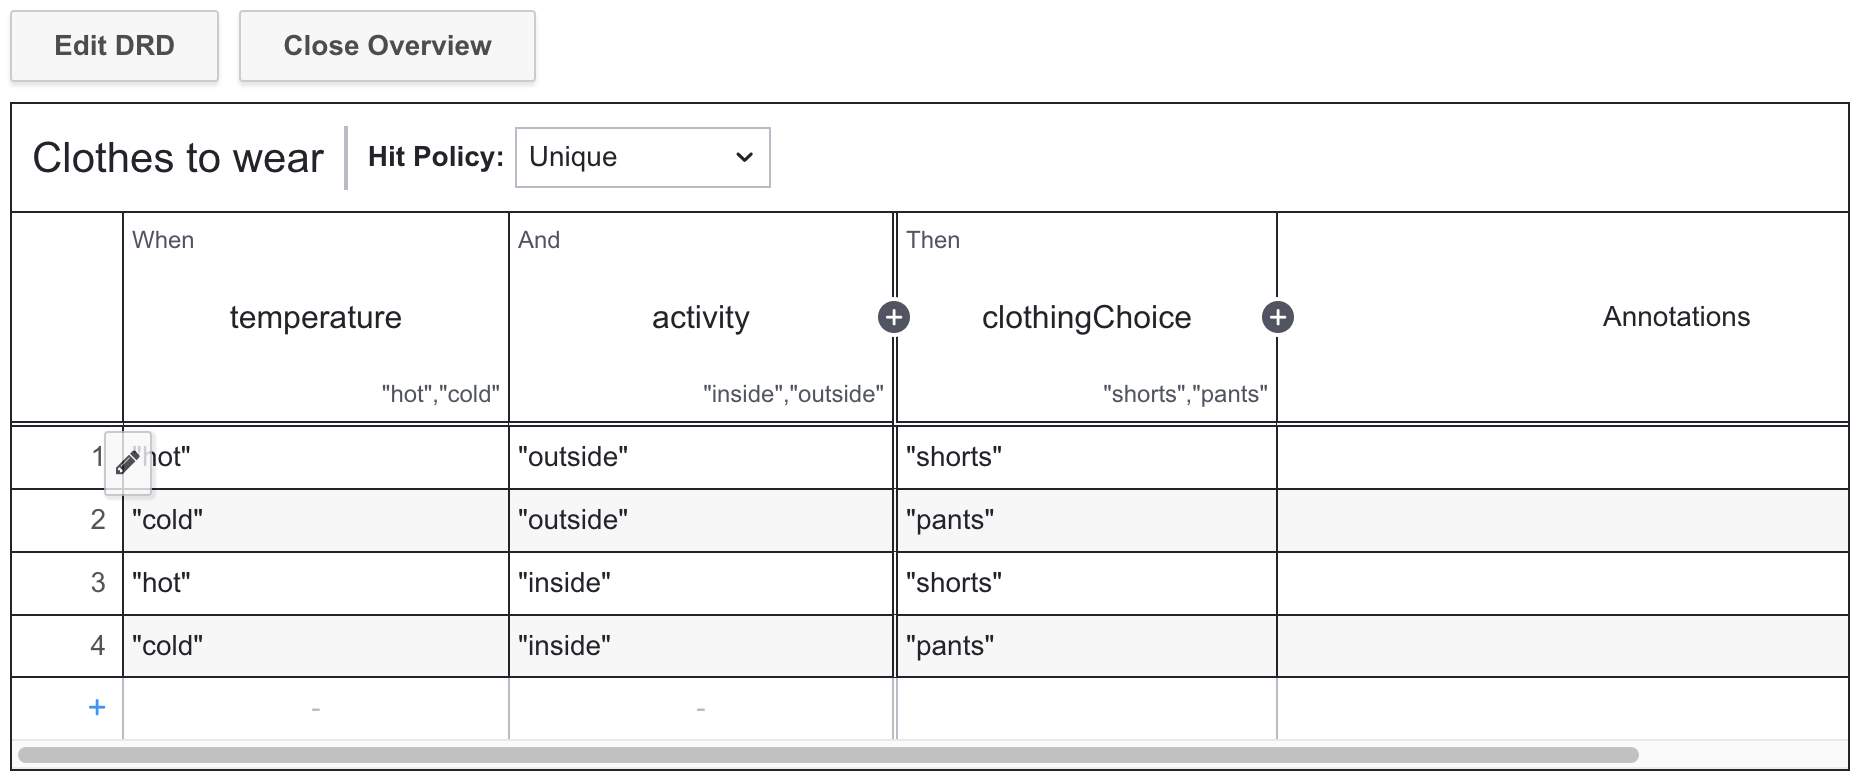 Edit DRD Close Overview
Clothes to wear Hit Policy: Unique
When And Then
temperature activity clothingChoice Annotations
"hot","cold" "inside","outside" "shorts","pants"
1 "hot" "outside" "shorts"
2 "cold" "outside" "pants"
3 "hot" "inside" "shorts"
4 "cold" "inside" "pants"
+ - -